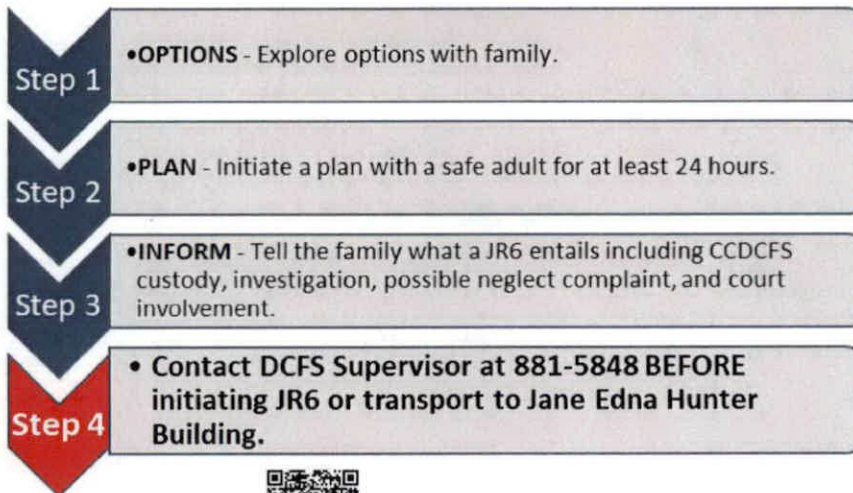 Step 1
•OPTIONS - Explore options with family.
Step 2
•PLAN - Initiate a plan with a safe adult for at least 24 hours.
Step 3
•INFORM - Tell the family what a JR6 entails including CCDCFS
custody, investigation, possible neglect complaint, and court
involvement.
Step 4
• Contact DCFS Supervisor at 881-5848 BEFORE
initiating JR6 or transport to Jane Edna Hunter
Building.